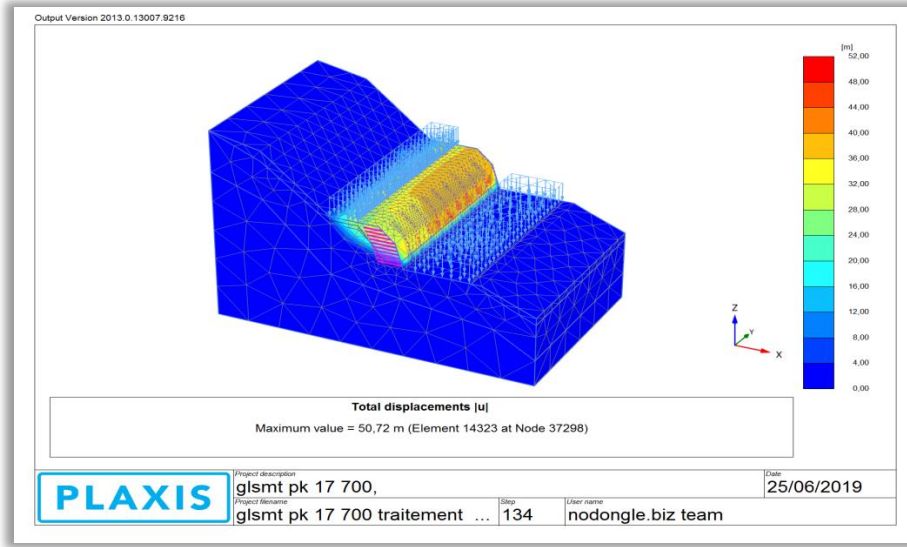 Output Version 2013.0.13007.9216
[m]
52,00
48,00
44,00
40,00
36,00
32,00
28,00
24,00
20,00
16,00
12,00
8,00
4,00
0,00
Z
Y
X
Total displacements |u|
Maximum value = 50,72 m (Element 14323 at Node 37298)
PLAXIS
Project description
glsmt pk 17 700,
Date
25/06/2019
Project filename
glsmt pk 17 700 traitement ...
Step
134
User name
nodongle.biz team